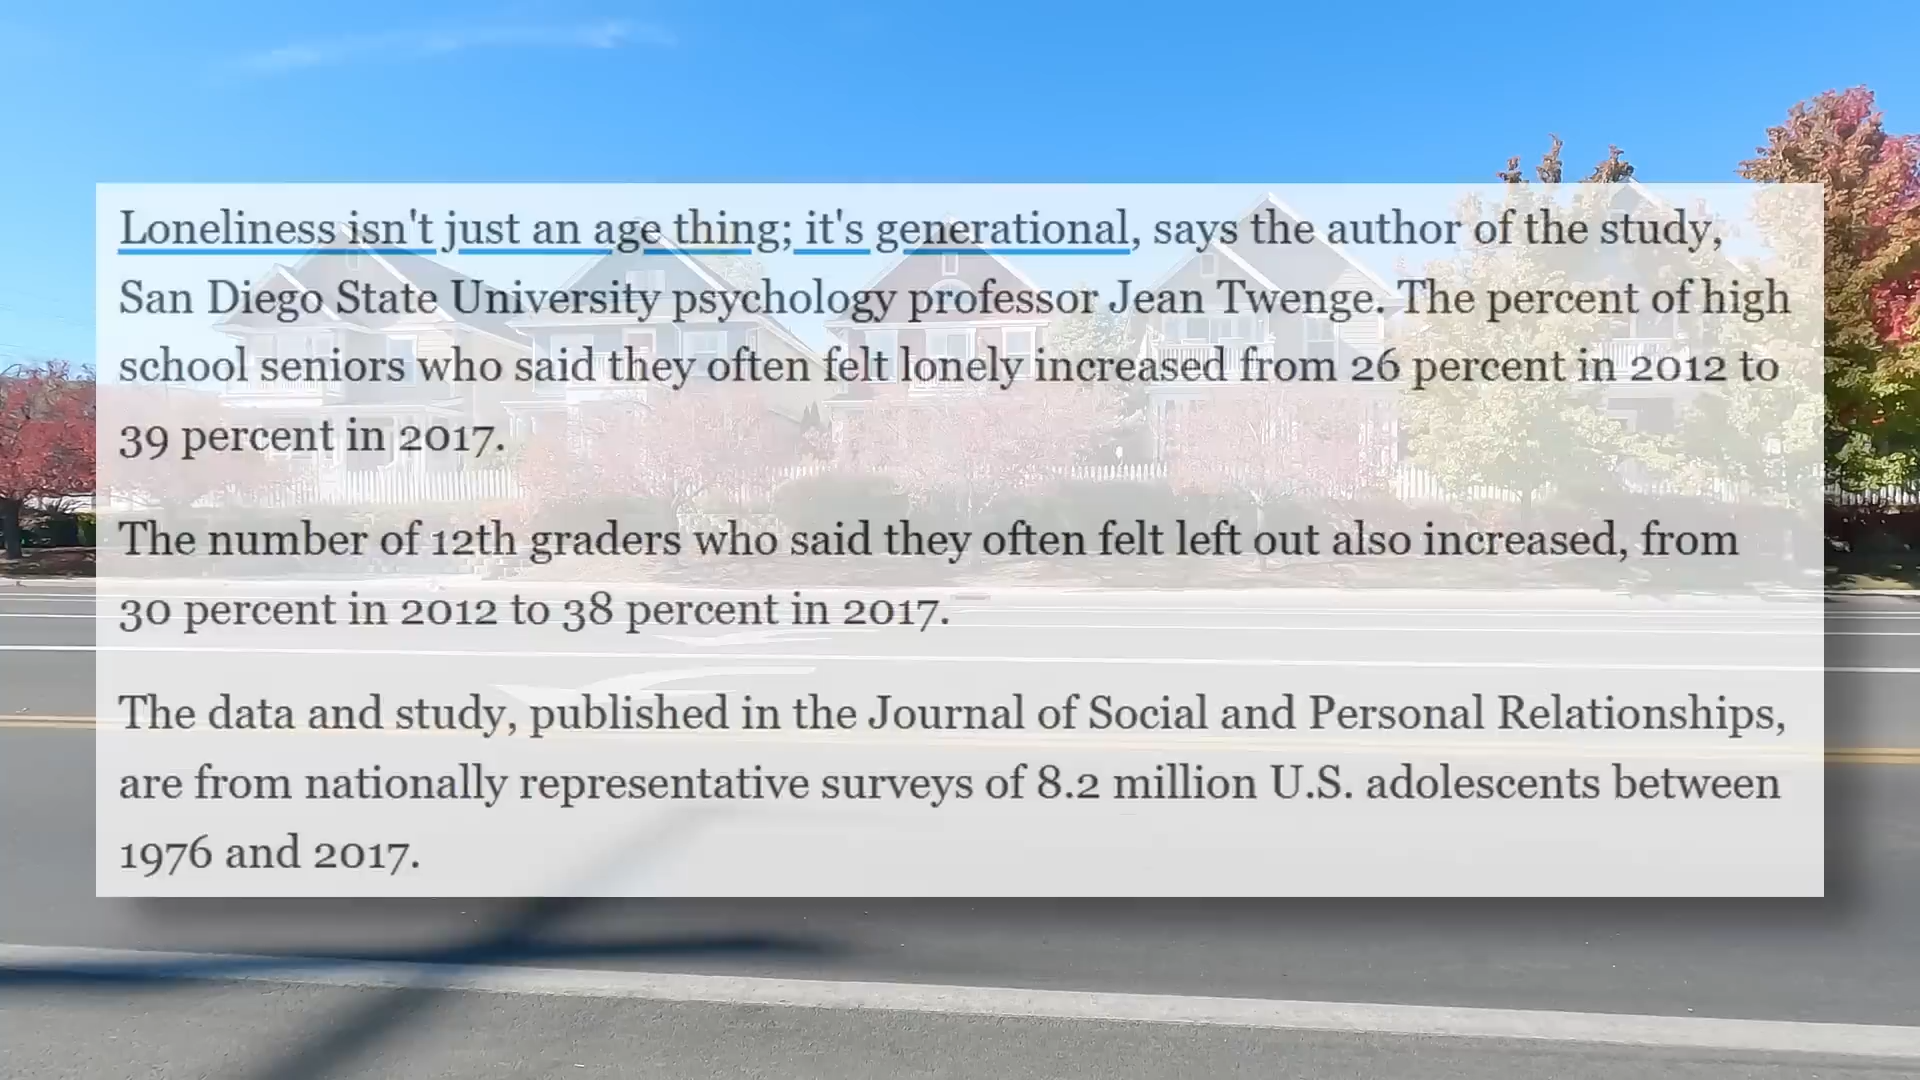 Loneliness isn't just an age thing; it's generational, says the author of the study,
San Diego State University psychology professor Jean Twenge. The percent of high
school seniors who said they often felt lonely increased from 26 percent in 2012 to
39 percent in 2017.
The number of 12th graders who said they often felt left out also increased, from
30 percent in 2012 to 38 percent in 2017.
The data and study, published in the Journal of Social and Personal Relationships,
are from nationally representative surveys of 8.2 million U.S. adolescents between
1976 and 2017.